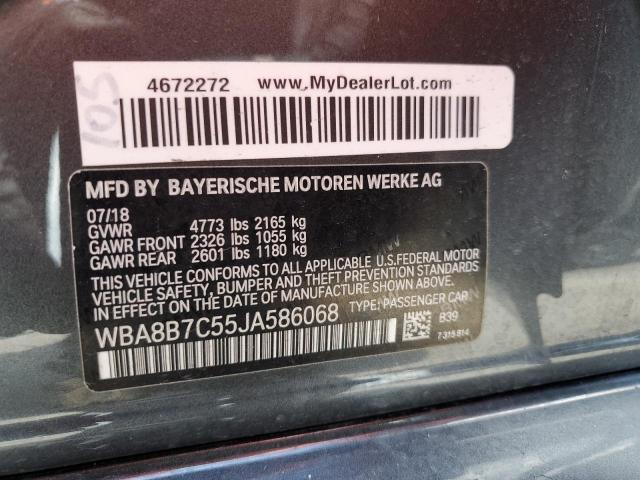 105
4672272 www.MyDealerLot.com
MFD BY BAYERISCHE MOTOREN WERKE AG
07/18
GVWR 4773 lbs 2165 kg
GAWR FRONT 2326 lbs 1055 kg
GAWR REAR 2601 lbs 1180 kg
THIS VEHICLE CONFORMS TO ALL APPLICABLE U.S.FEDERAL MOTOR
VEHICLE SAFETY, BUMPER AND THEFT PREVENTION STANDARDS
IN EFFECT ON THE DATE OF MANUFACTURE SHOWN ABOVE.
WBA8B7C55JA586068 TYPE: PASSENGER CAR
B39
7315814